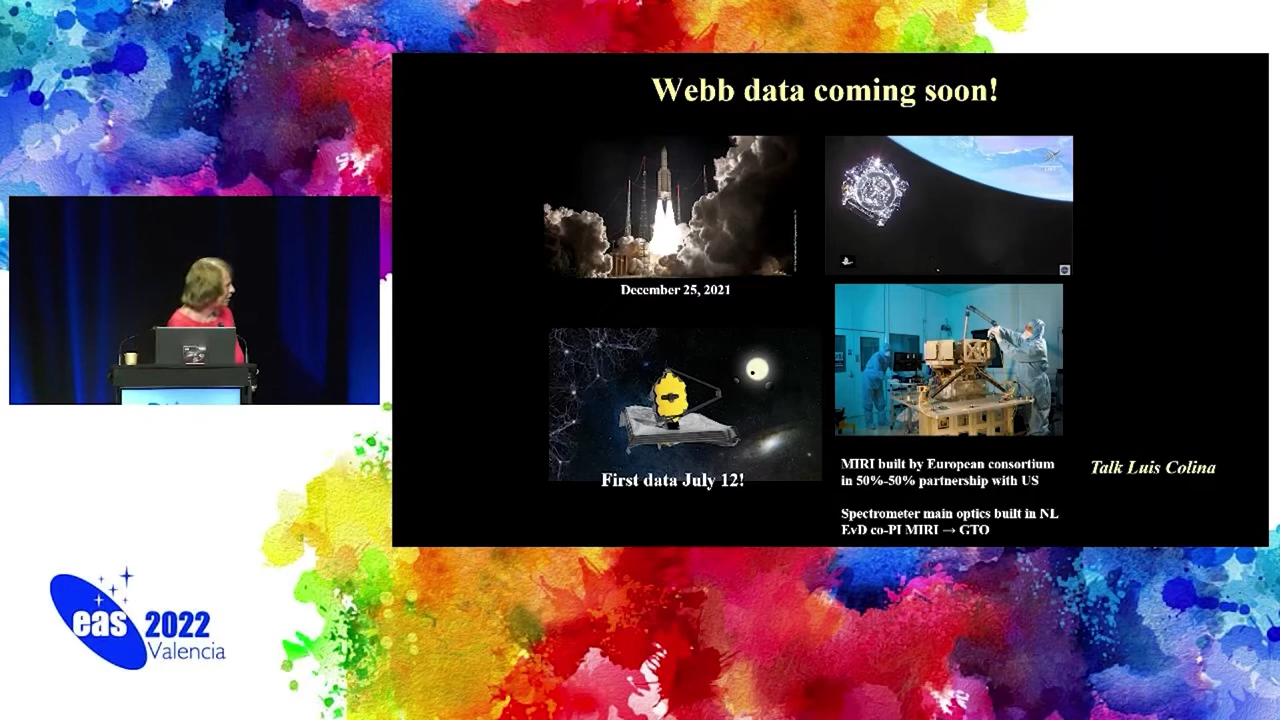 Webb data coming soon!
December 25, 2021
First data July 12!
MIRI built by European consortium
in 50%-50% partnership with US
Talk Luis Colina
Spectrometer main optics built in NL
EvD co-PI MIRI → GTO
eas 2022
Valencia